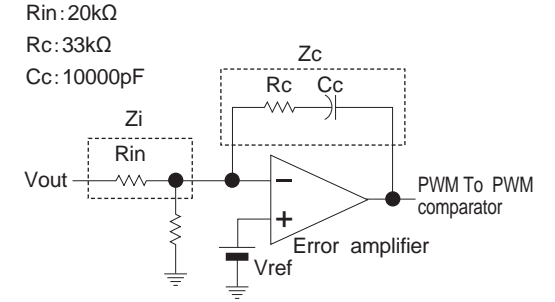 Rin:20kΩ
Rc:33kΩ
Cc:10000pF
Zc
Rc Cc
Zi
Rin
Vout
PWM To PWM
comparator
Error amplifier
Vref